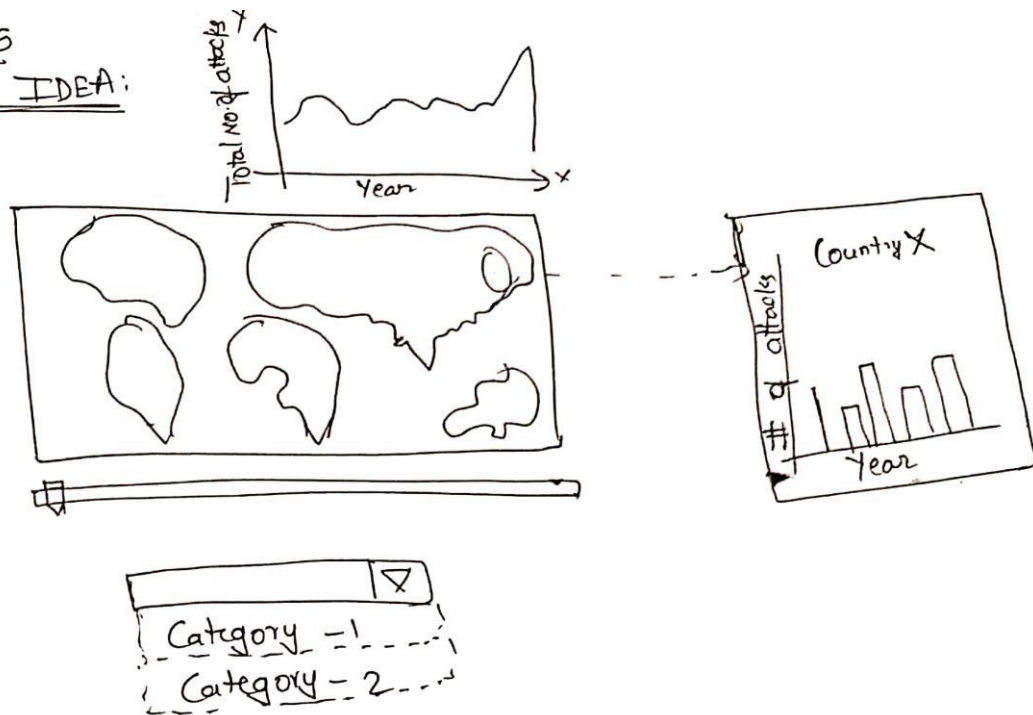 S
IDEA:
Y
Total No. of attacks
Year
X
Country X
# of attacks
Year
Category - 1
Category - 2